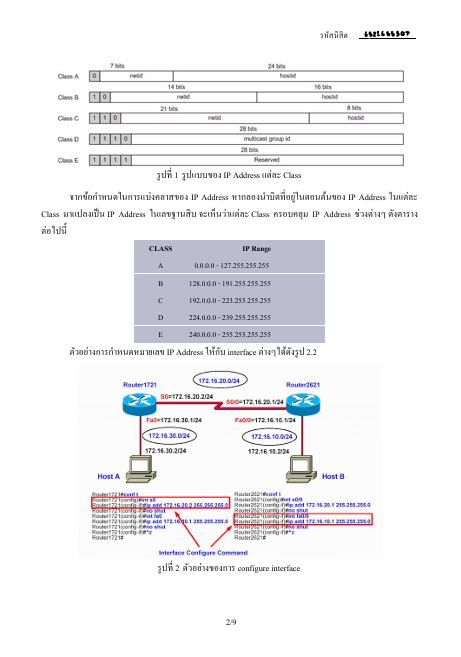 รหัสนิสิต
7 bits 24 bits
Class A 0 netid hostid
14 bits 16 bits
Class B 1 0 netid hostid
21 bits 8 bits
Class C 1 1 0 netid hostid
28 bits
Class D 1 1 1 0 multicast group id
28 bits
Class E 1 1 1 1 Reserved
รูปที่ 1 รูปแบบของ IP Address แต่ละ Class
จากข้อกำหนดในการแบ่งคลาสของ IP Address หากลองนำบิตที่อยู่ในตอนต้นของ IP Address ในแต่ละ
Class มาแปลงเป็น IP Address ในเลขฐานสิบ จะเห็นว่าแต่ละ Class ครอบคลุม IP Address ช่วงต่างๆ ดังตาราง
ต่อไปนี้
CLASS IP Range
A 0.0.0.0 - 127.255.255.255
B 128.0.0.0 - 191.255.255.255
C 192.0.0.0 - 223.255.255.255
D 224.0.0.0 - 239.255.255.255
E 240.0.0.0 - 255.255.255.255
ตัวอย่างการกำหนดหมายเลข IP Address ให้กับ interface ต่างๆได้ดังรูป 2.2
172.16.20.0/24
Router1721 Router2621
S0=172.16.20.2/24 S0/0=172.16.20.1/24
Fa0=172.16.30.1/24 Fa0/0=172.16.10.1/24
172.16.30.0/24 172.16.10.0/24
172.16.30.2/24 172.16.10.2/24
Host A Host B
Router1721#conf t Router2621#conf t
Router1721(config)#int s0 Router2621(config)#int s0/0
Router1721(config-if)#ip add 172.16.20.2 255.255.255.0 Router2621(config-if)#ip add 172.16.20.1 255.255.255.0
Router1721(config-if)#no shut Router2621(config-if)#no shut
Router1721(config-if)#int fa0 Router2621(config-if)#int fa0/0
Router1721(config-if)#ip add 172.16.30.1 255.255.255.0 Router2621(config-if)#ip add 172.16.10.1 255.255.255.0
Router1721(config-if)#no shut Router2621(config-if)#no shut
Router1721(config-if)#^z Router2621(config-if)#^z
Router1721# Router2621#
Interface Configure Command
รูปที่ 2 ตัวอย่างของการ configure interface
2/9